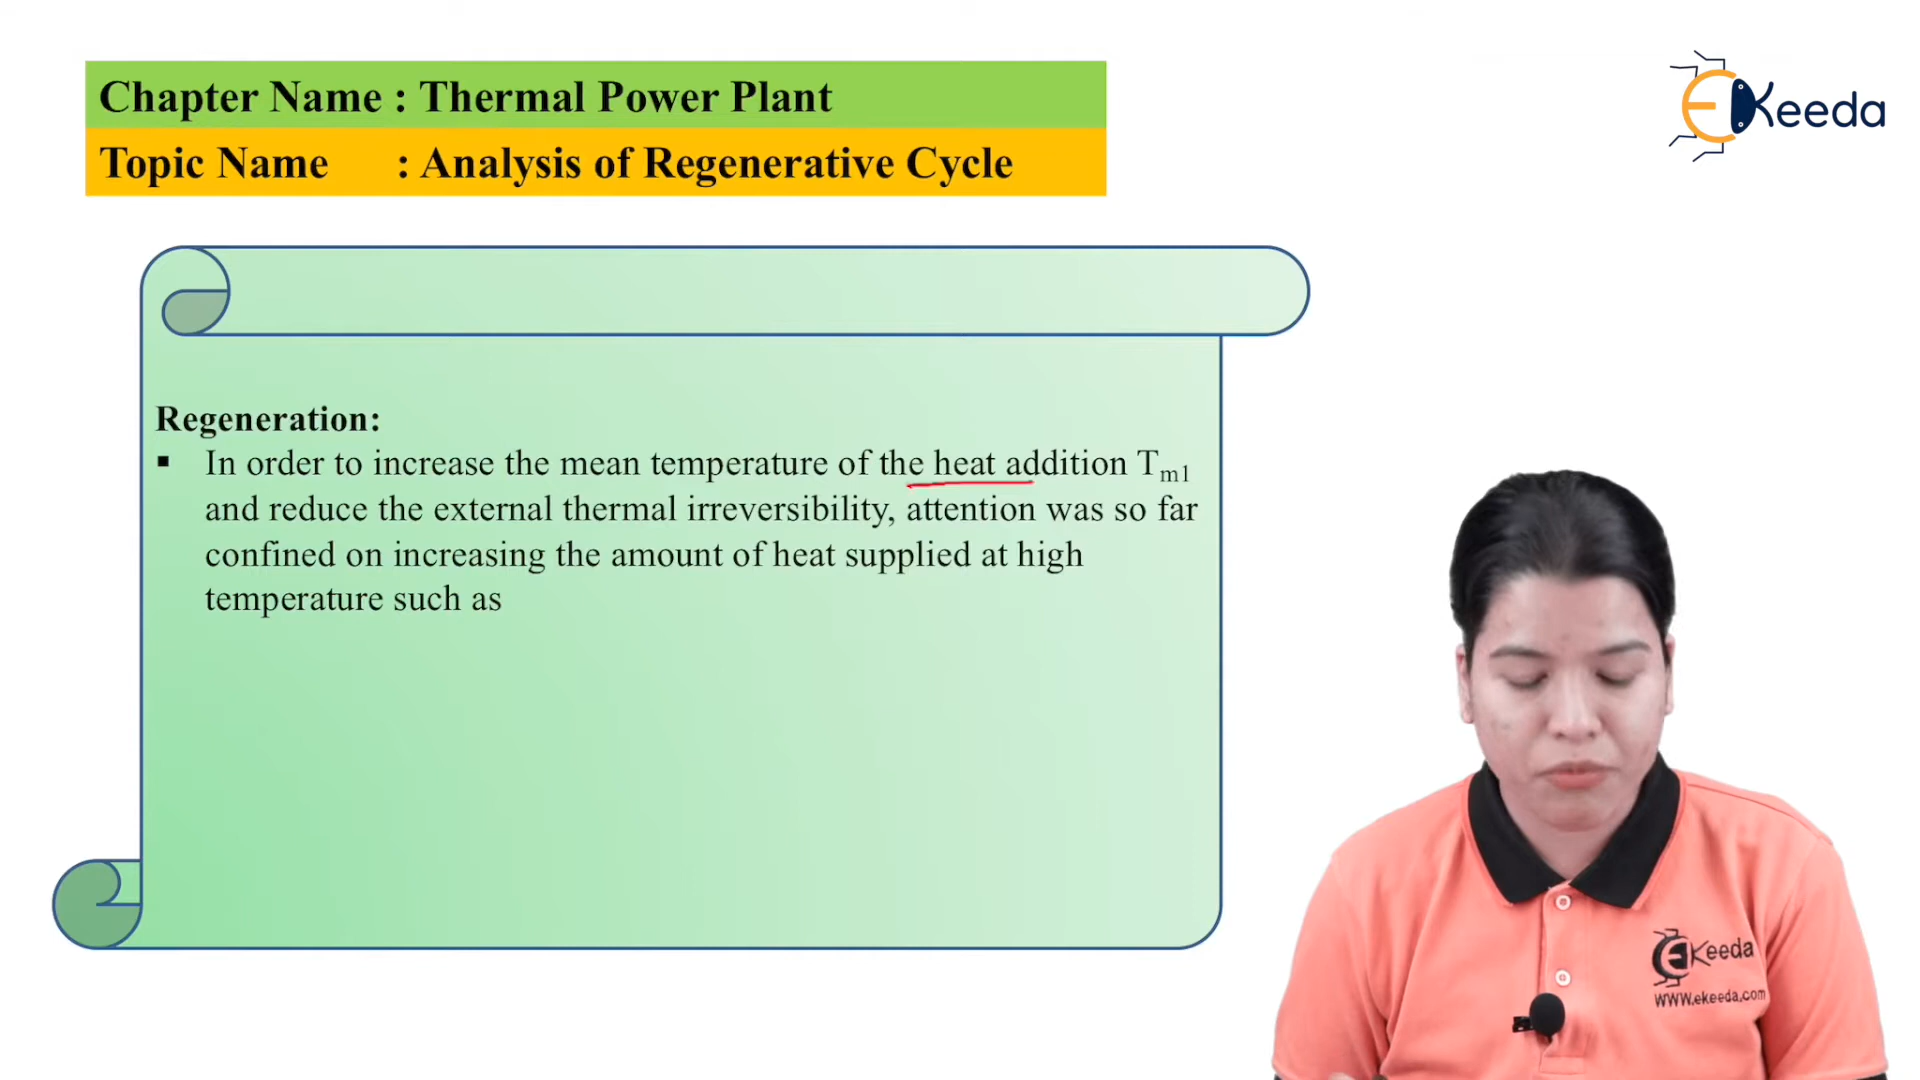 Chapter Name : Thermal Power Plant
Topic Name : Analysis of Regenerative Cycle
EKeeda
Regeneration:
▪ In order to increase the mean temperature of the heat addition Tm1
and reduce the external thermal irreversibility, attention was so far
confined on increasing the amount of heat supplied at high
temperature such as
EKeeda
WWW.ekeeda.com